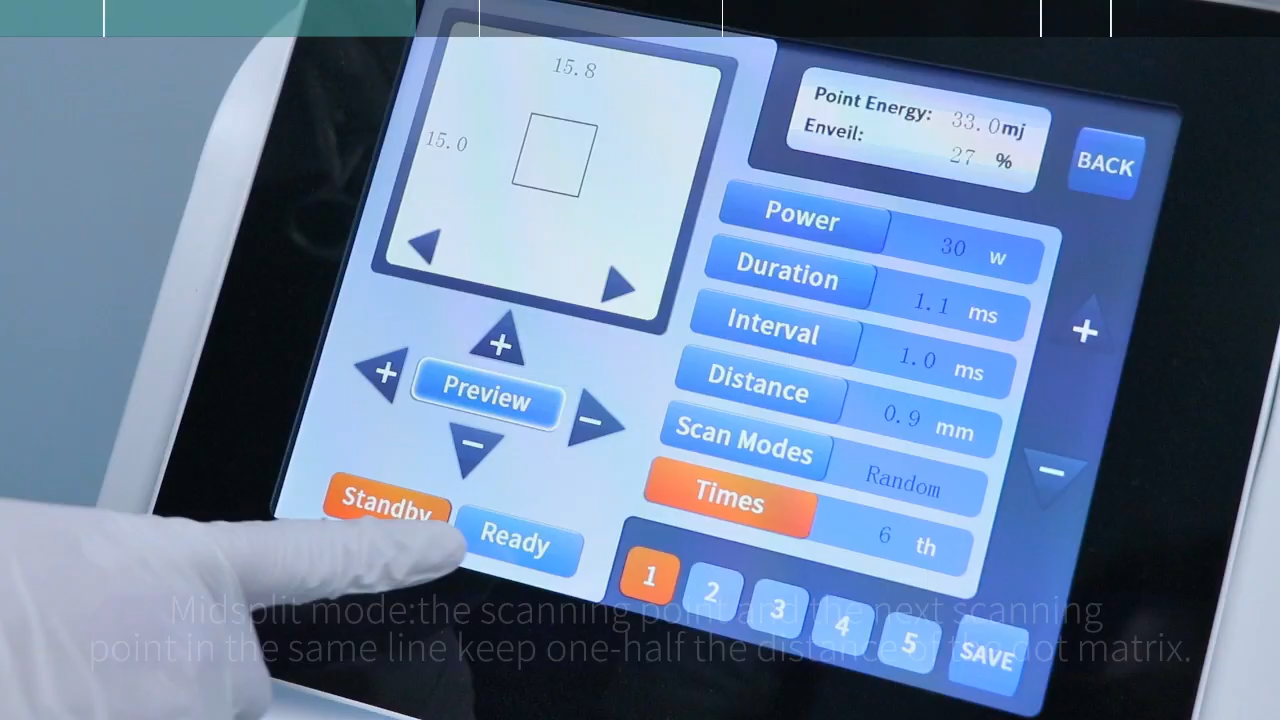 15.8
15.0
Point Energy: 33.0mj
Enveil: 27 %
BACK
Power 30 w
Duration 1.1 ms
Interval 1.0 ms
Distance 0.9 mm
Scan Modes Random
Times 6 th
+
+
Preview
−
−
+
−
Standby
Ready
1 2 3 4 5 SAVE
Midsplit mode:the scanning point and the next scanning
point in the same line keep one-half the distance of the dot matrix.